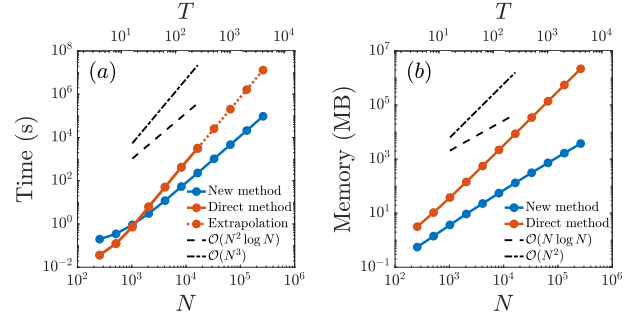 T
10^1 10^2 10^3 10^4
10^8
10^6
10^4
10^2
10^0
10^-2
Time (s)
(a)
New method
Direct method
Extrapolation
O(N^2 log N)
O(N^3)
10^2 10^3 10^4 10^5 10^6
N
T
10^1 10^2 10^3 10^4
10^7
10^5
10^3
10^1
10^-1
Memory (MB)
(b)
New method
Direct method
O(N log N)
O(N^2)
10^2 10^3 10^4 10^5 10^6
N